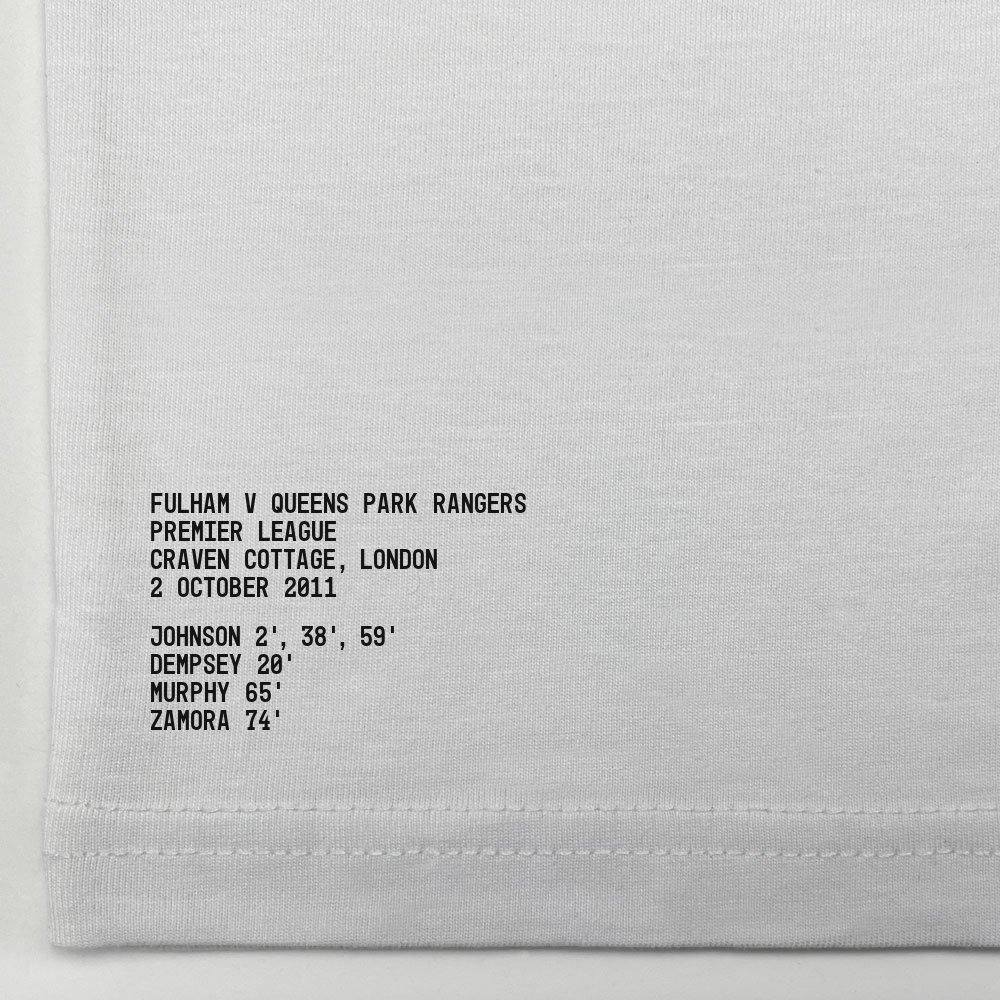 FULHAM V QUEENS PARK RANGERS
PREMIER LEAGUE
CRAVEN COTTAGE, LONDON
2 OCTOBER 2011
JOHNSON 2', 38', 59'
DEMPSEY 20'
MURPHY 65'
ZAMORA 74'